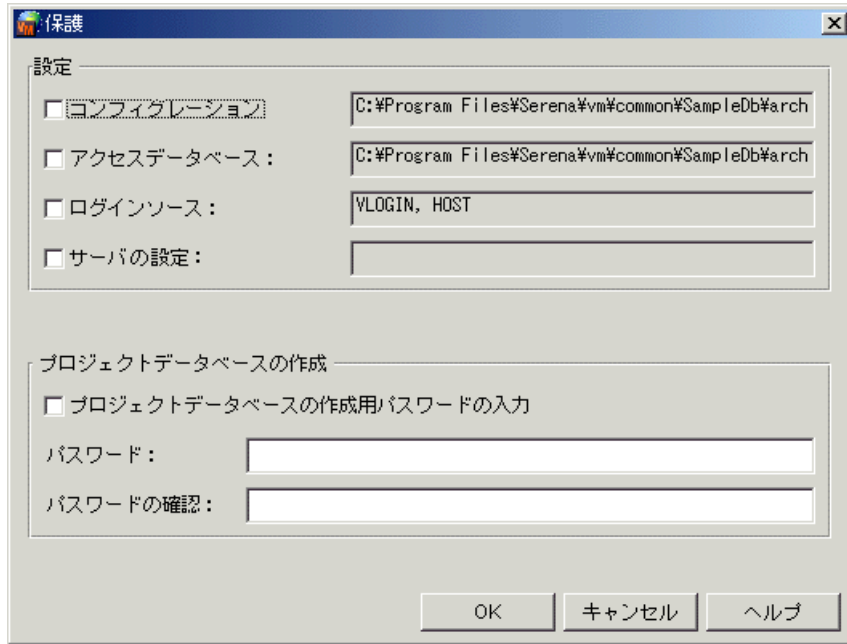 VM 保護
設定
コンフィグレーション C:¥Program Files¥Serena¥vm¥common¥SampleDb¥arch
アクセスデータベース： C:¥Program Files¥Serena¥vm¥common¥SampleDb¥arch
ログインソース： VLOGIN, HOST
サーバの設定：
プロジェクトデータベースの作成
プロジェクトデータベースの作成用パスワードの入力
パスワード：
パスワードの確認：
OK キャンセル ヘルプ